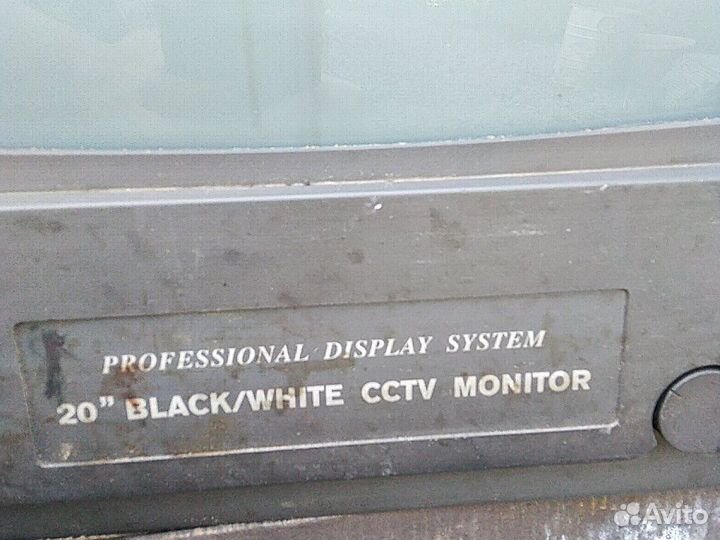 PROFESSIONAL DISPLAY SYSTEM
20” BLACK/WHITE CCTV MONITOR
Avito